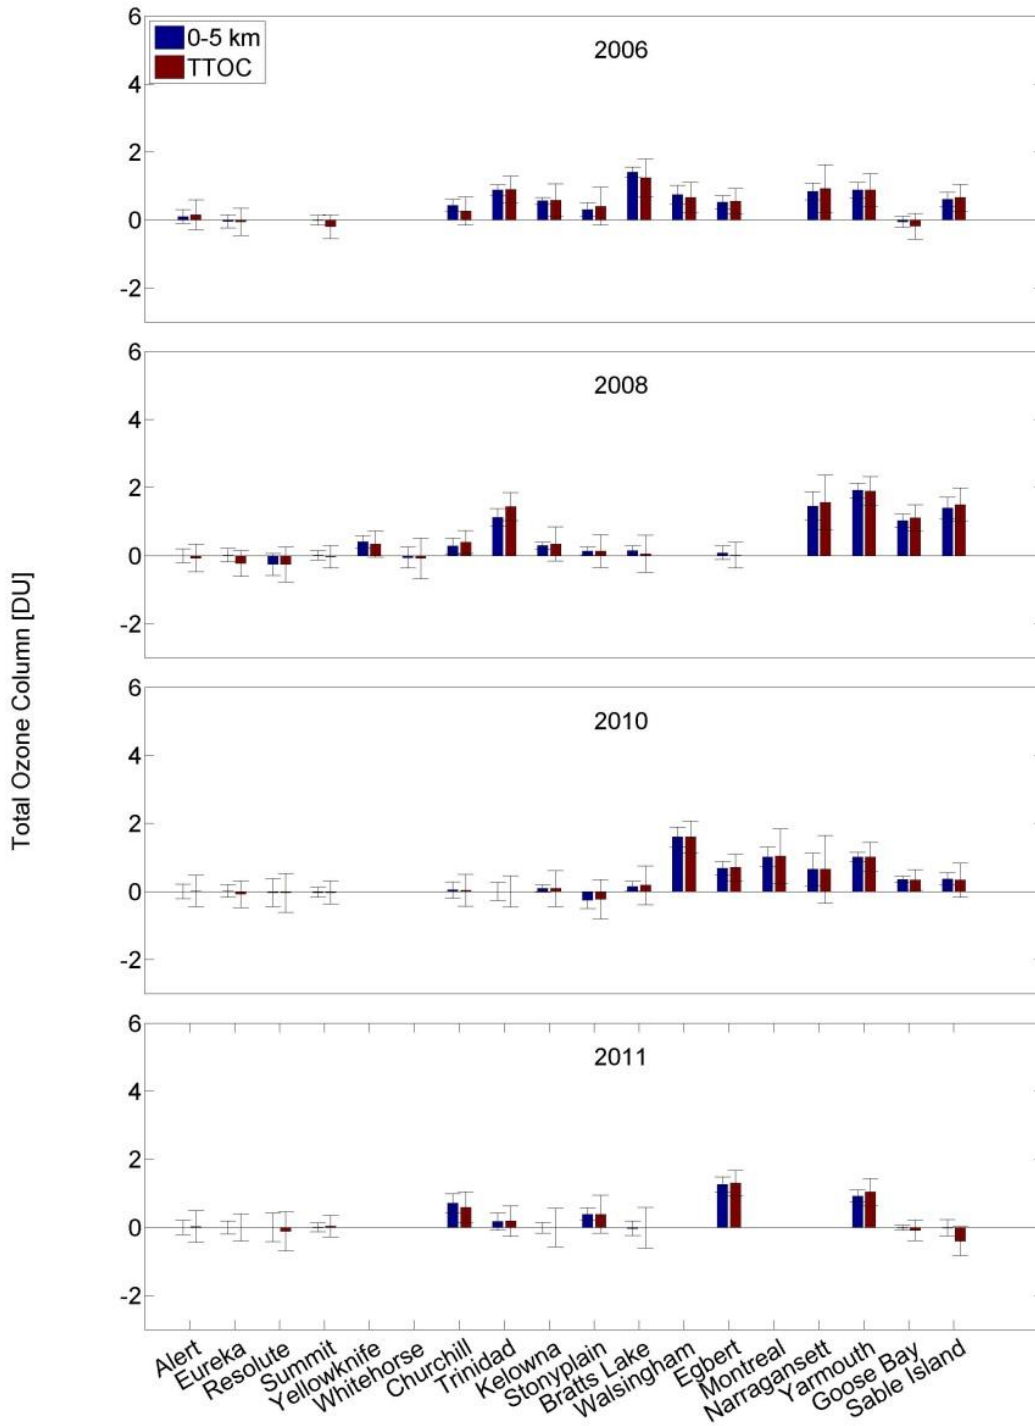 6
0-5 km
TTOC
2006
4
2
0
-2
6
2008
4
2
0
-2
6
2010
4
2
0
-2
6
2011
4
2
0
-2
Total Ozone Column [DU]
Alert
Eureka
Resolute
Summit
Yellowknife
Whitehorse
Churchill
Trinidad
Kelowna
Stonyplain
Bratts Lake
Walsingham
Egbert
Montreal
Narragansett
Yarmouth
Goose Bay
Sable Island